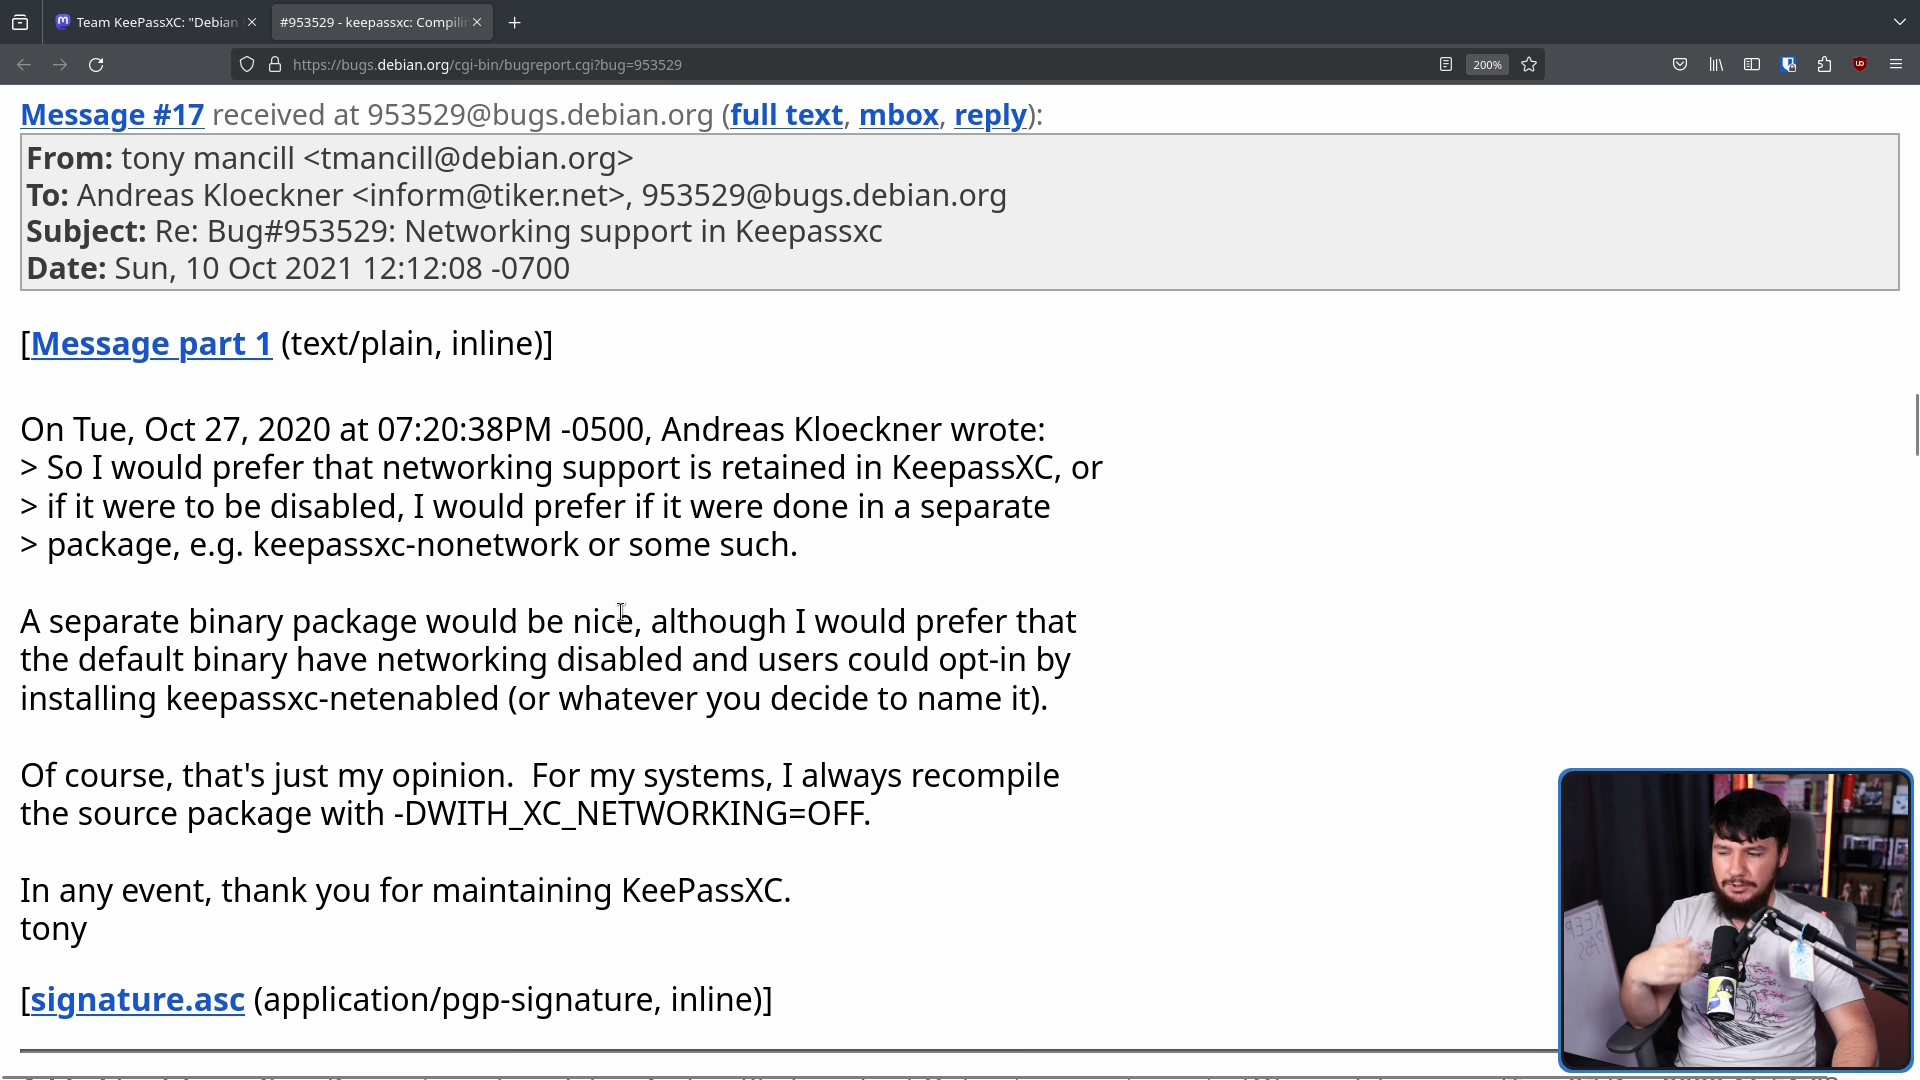 Team KeePassXC: "Debian
#953529 - keepassxc: Compilin
https://bugs.debian.org/cgi-bin/bugreport.cgi?bug=953529
200%
Message #17 received at 953529@bugs.debian.org (full text, mbox, reply):
From: tony mancill <tmancill@debian.org>
To: Andreas Kloeckner <inform@tiker.net>, 953529@bugs.debian.org
Subject: Re: Bug#953529: Networking support in Keepassxc
Date: Sun, 10 Oct 2021 12:12:08 -0700
[Message part 1 (text/plain, inline)]
On Tue, Oct 27, 2020 at 07:20:38PM -0500, Andreas Kloeckner wrote:
> So I would prefer that networking support is retained in KeepassXC, or
> if it were to be disabled, I would prefer if it were done in a separate
> package, e.g. keepassxc-nonetwork or some such.
A separate binary package would be nice, although I would prefer that
the default binary have networking disabled and users could opt-in by
installing keepassxc-netenabled (or whatever you decide to name it).
Of course, that's just my opinion.  For my systems, I always recompile
the source package with -DWITH_XC_NETWORKING=OFF.
In any event, thank you for maintaining KeePassXC.
tony
[signature.asc (application/pgp-signature, inline)]
KEEP
PASS